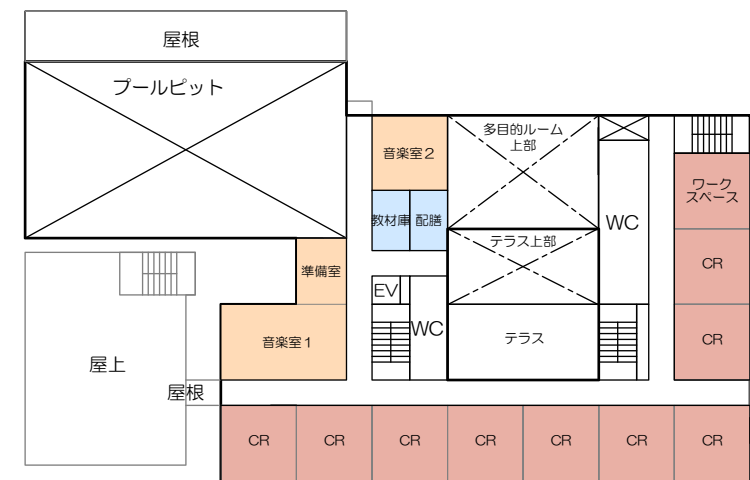 屋根
プールピット
多目的ルーム
上部
音楽室２
ワーク
スペース
教材庫
配膳
WC
テラス上部
CR
準備室
EV
WC
テラス
CR
音楽室１
屋上
屋根
CR
CR
CR
CR
CR
CR
CR